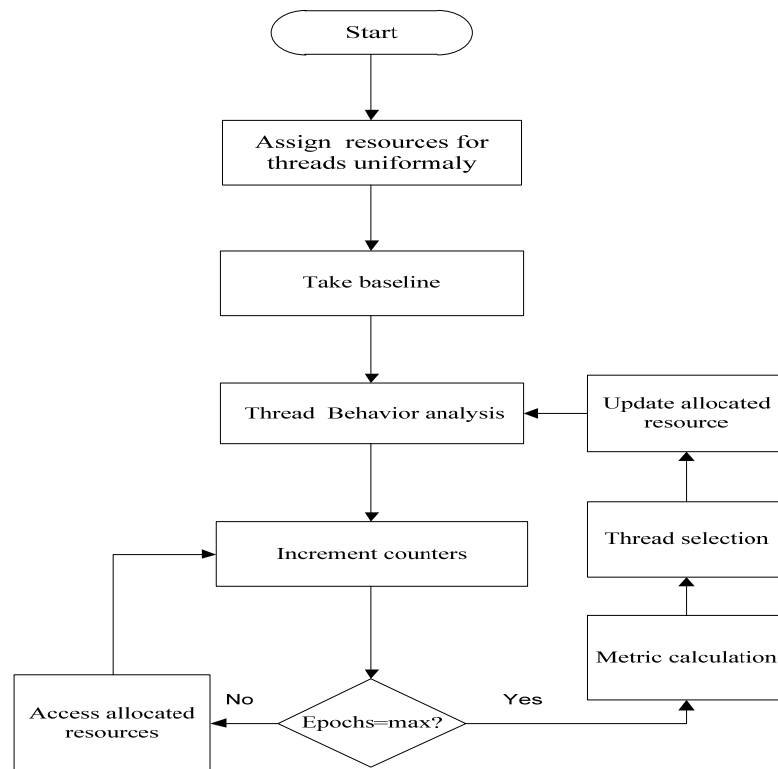 Start
Assign resources for
threads uniformaly
Take baseline
Thread Behavior analysis
Update allocated
resource
Increment counters
Thread selection
Metric calculation
Access allocated
resources
No
Epochs=max?
Yes